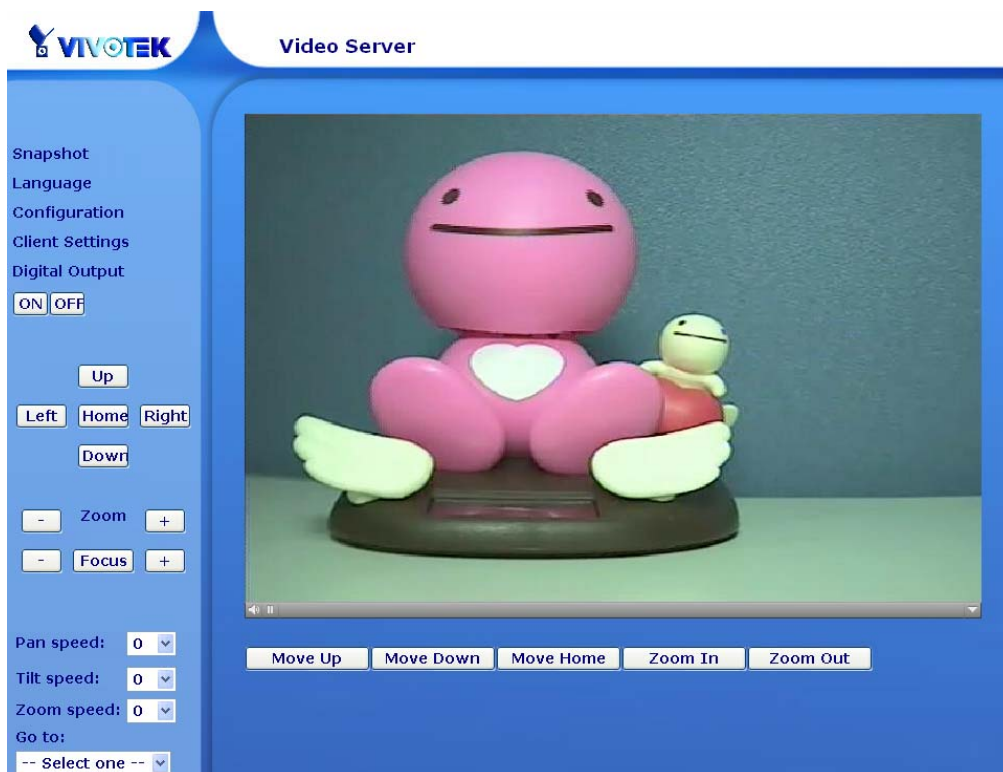 VIVOTEK
Video Server
Snapshot
Language
Configuration
Client Settings
Digital Output
ON OFF
Up
Left Home Right
Down
- Zoom +
- Focus +
Pan speed: 0
Tilt speed: 0
Zoom speed: 0
Go to:
-- Select one --
Move Up Move Down Move Home Zoom In Zoom Out